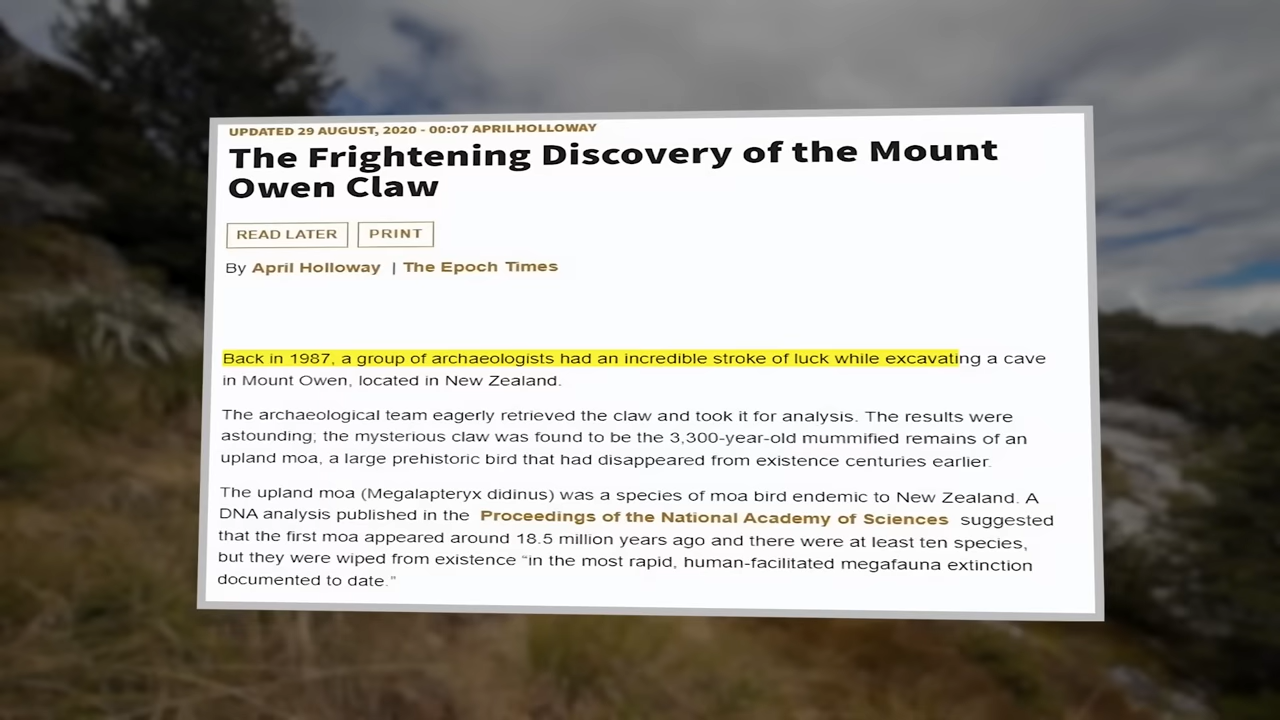 UPDATED 29 AUGUST, 2020 - 00:07 APRILHOLLOWAY
The Frightening Discovery of the Mount
Owen Claw
READ LATER PRINT
By April Holloway | The Epoch Times
Back in 1987, a group of archaeologists had an incredible stroke of luck while excavating a cave
in Mount Owen, located in New Zealand.
The archaeological team eagerly retrieved the claw and took it for analysis. The results were
astounding; the mysterious claw was found to be the 3,300-year-old mummified remains of an
upland moa, a large prehistoric bird that had disappeared from existence centuries earlier.
The upland moa (Megalapteryx didinus) was a species of moa bird endemic to New Zealand. A
DNA analysis published in the Proceedings of the National Academy of Sciences suggested
that the first moa appeared around 18.5 million years ago and there were at least ten species,
but they were wiped from existence “in the most rapid, human-facilitated megafauna extinction
documented to date.”